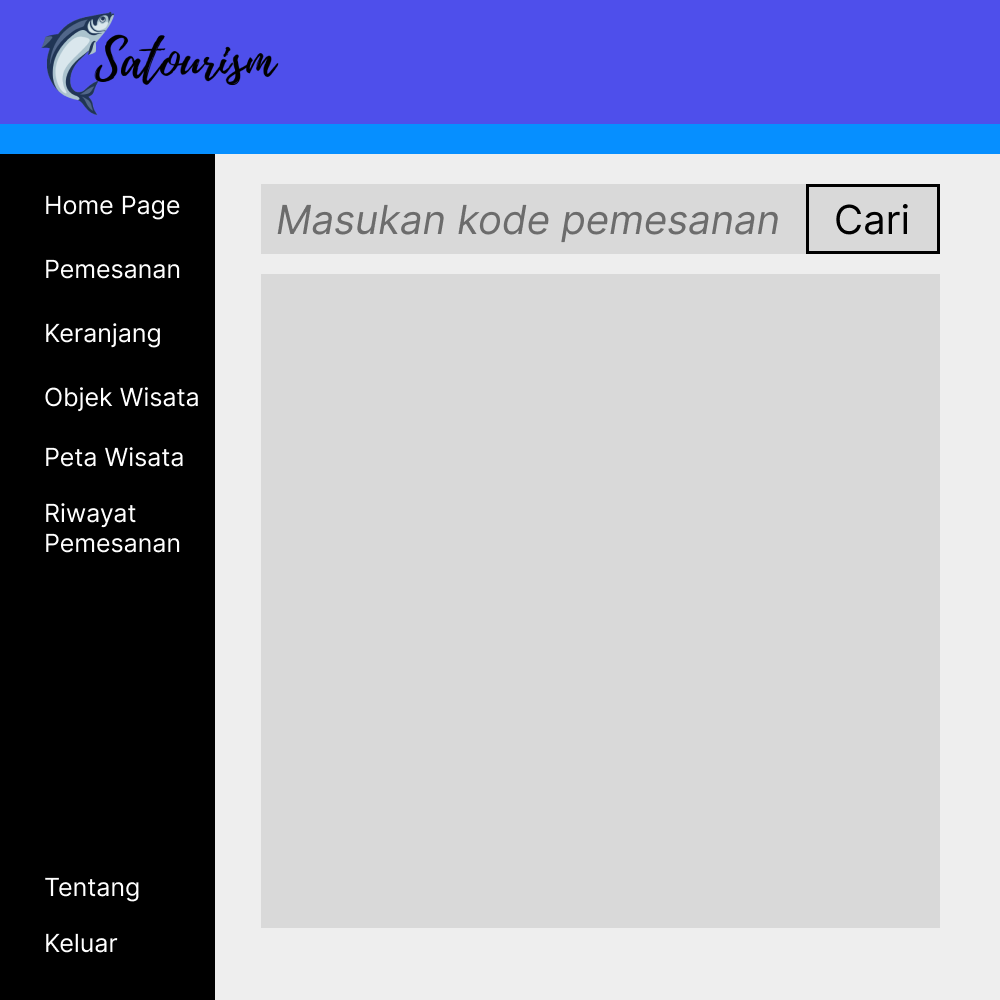 Satourism
Home Page
Pemesanan
Keranjang
Objek Wisata
Peta Wisata
Riwayat
Pemesanan
Tentang
Keluar
Masukan kode pemesanan
Cari